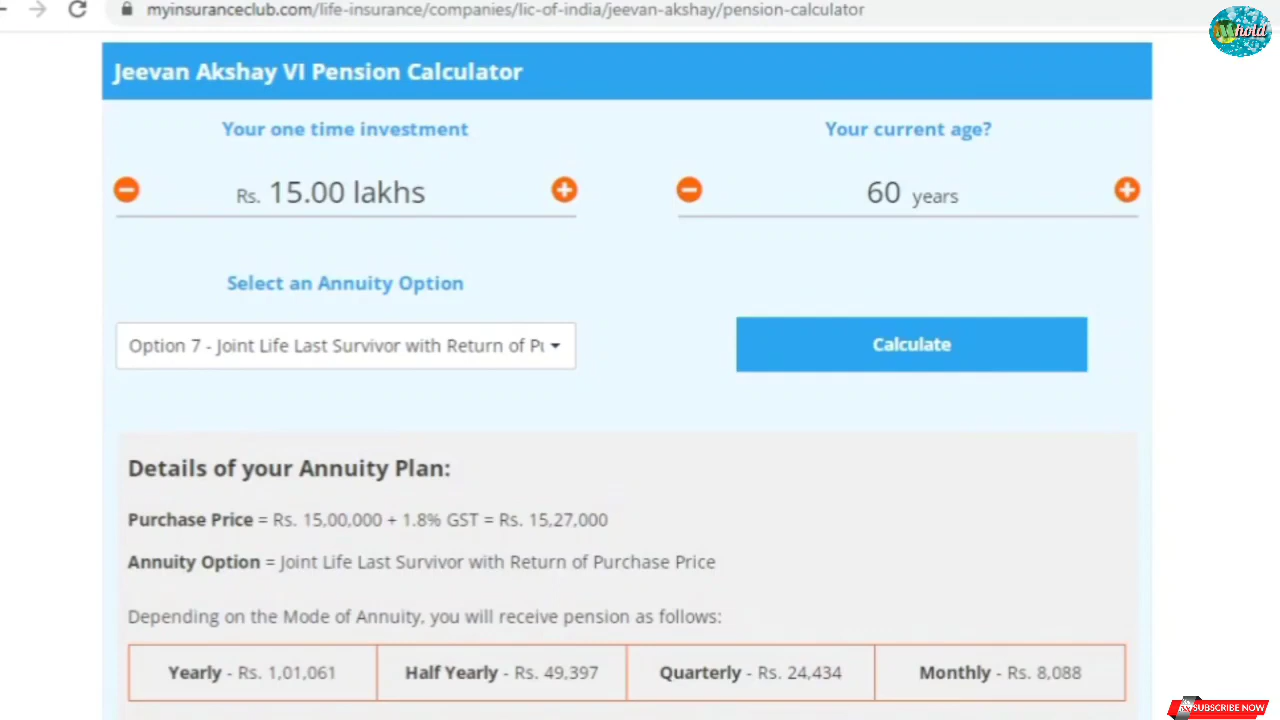 myinsuranceclub.com/life-insurance/companies/lic-of-india/jeevan-akshay/pension-calculator
Mhold
Jeevan Akshay VI Pension Calculator
Your one time investment
Your current age?
Rs. 15.00 lakhs
60 years
Select an Annuity Option
Option 7 - Joint Life Last Survivor with Return of Pu
Calculate
Details of your Annuity Plan:
Purchase Price = Rs. 15,00,000 + 1.8% GST = Rs. 15,27,000
Annuity Option = Joint Life Last Survivor with Return of Purchase Price
Depending on the Mode of Annuity, you will receive pension as follows:
Yearly - Rs. 1,01,061 Half Yearly - Rs. 49,397 Quarterly - Rs. 24,434 Monthly - Rs. 8,088
SUBSCRIBE NOW